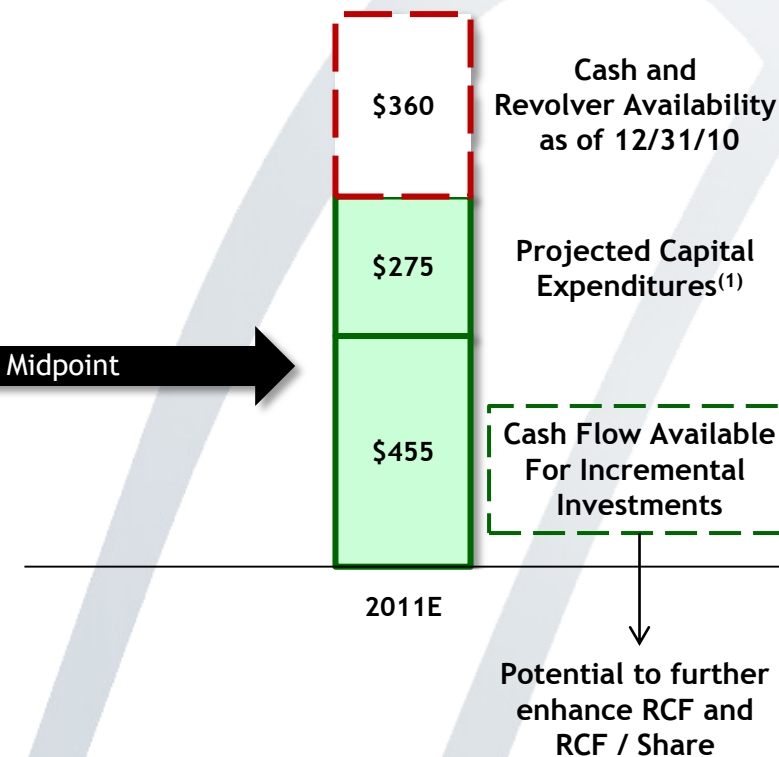 $360
Cash and
Revolver Availability
as of 12/31/10
$275
Projected Capital
Expenditures(1)
Midpoint
$455
Cash Flow Available
For Incremental
Investments
2011E
Potential to further
enhance RCF and
RCF / Share